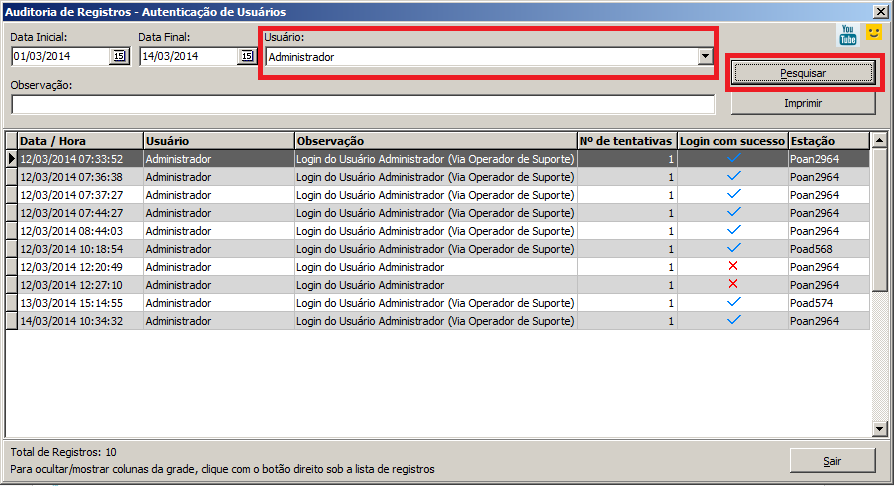 Auditoria de Registros - Autenticação de Usuários
Data Inicial: Data Final: Usuário:
01/03/2014 15 14/03/2014 15 Administrador
You Tube
Pesquisar
Observação:
Imprimir
Data / Hora Usuário Observação Nº de tentativas Login com sucesso Estação
12/03/2014 07:33:52 Administrador Login do Usuário Administrador (Via Operador de Suporte) 1 Poan2964
12/03/2014 07:36:38 Administrador Login do Usuário Administrador (Via Operador de Suporte) 1 Poan2964
12/03/2014 07:37:27 Administrador Login do Usuário Administrador (Via Operador de Suporte) 1 Poan2964
12/03/2014 07:44:27 Administrador Login do Usuário Administrador (Via Operador de Suporte) 1 Poan2964
12/03/2014 08:44:03 Administrador Login do Usuário Administrador (Via Operador de Suporte) 1 Poan2964
12/03/2014 10:18:54 Administrador Login do Usuário Administrador (Via Operador de Suporte) 1 Poad568
12/03/2014 12:20:49 Administrador Login do Usuário Administrador 1 Poan2964
12/03/2014 12:27:10 Administrador Login do Usuário Administrador 1 Poan2964
13/03/2014 15:14:55 Administrador Login do Usuário Administrador (Via Operador de Suporte) 1 Poad574
14/03/2014 10:34:32 Administrador Login do Usuário Administrador (Via Operador de Suporte) 1 Poan2964
Total de Registros: 10
Para ocultar/mostrar colunas da grade, clique com o botão direito sob a lista de registros
Sair